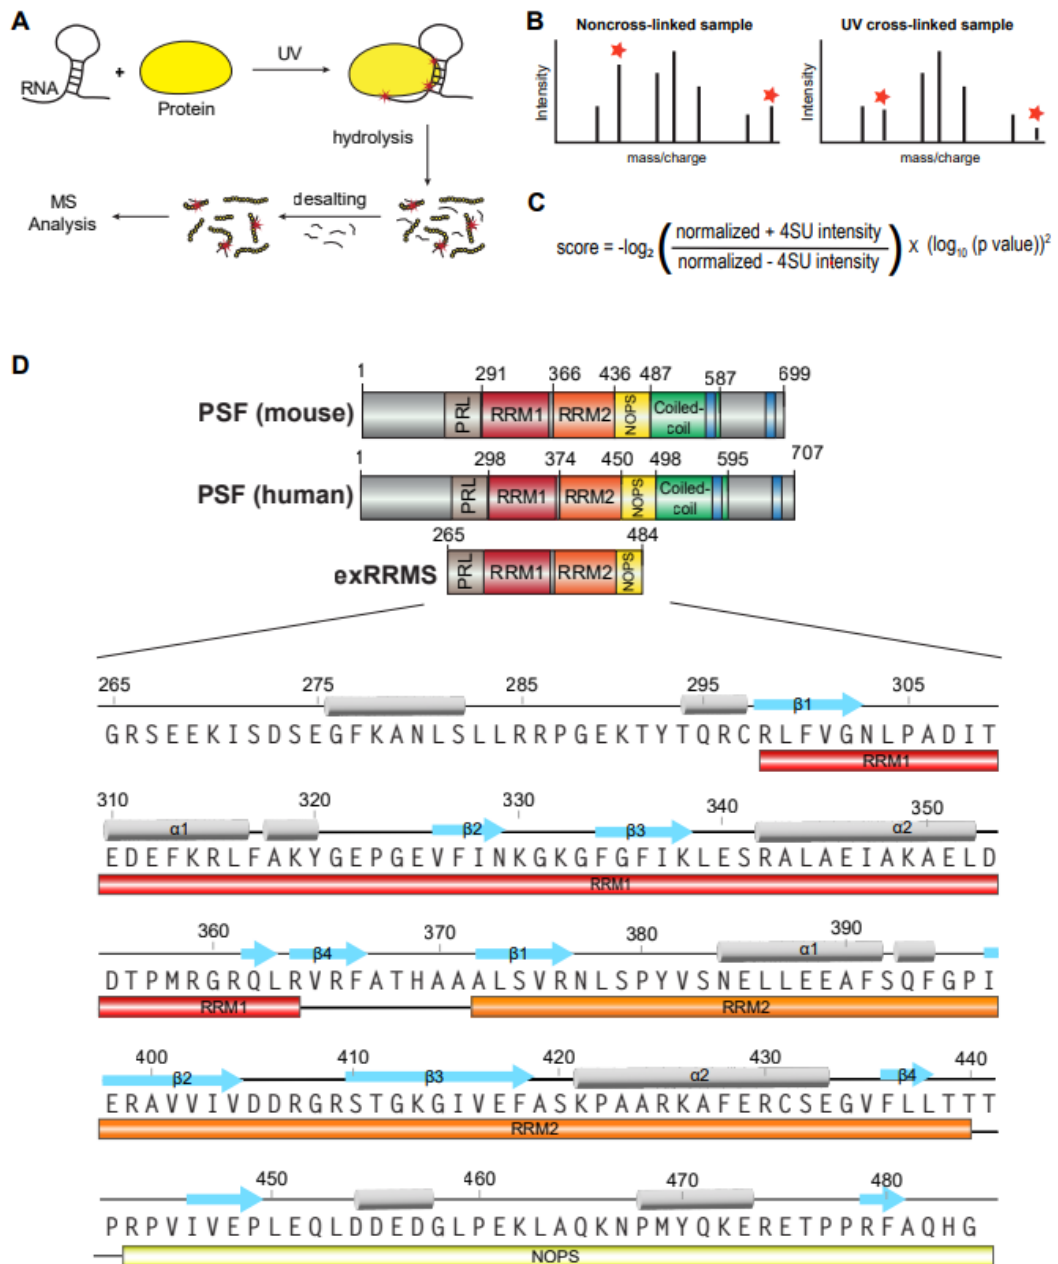 A
RNA
+
Protein
UV
hydrolysis
desalting
MS
Analysis
B
Noncross-linked sample
Intensity
mass/charge
UV cross-linked sample
Intensity
mass/charge
C
score = -log₂ ( normalized + 4SU intensity / normalized - 4SU intensity ) x (log₁₀ (p value))²
D
1 291 366 436 487 587 699
PSF (mouse)
PRL RRM1 RRM2 NOPS Coiled-
coil
1 298 374 450 498 595 707
PSF (human)
PRL RRM1 RRM2 NOPS Coiled-
coil
265 484
exRRMS
PRL RRM1 RRM2 NOPS
265 275 285 295 305
β1
GRSEEKISDSEGFKANLSLLRRPGEKTYTQRCRLFVGNLPADIT
RRM1
310 320 330 340 350
α1 β2 β3 α2
EDEFKRLFAKYGEPGEVFINKGKGFGFIKLESRALAEIAKAELD
RRM1
360 370 380 390
β4 β1 α1
DTPMRGRQLRVRFATHAAALSVRNLSPYVSNELLEEAFSQFGPI
RRM1 RRM2
400 410 420 430 440
β2 β3 α2 β4
ERAVVIVDDRGRSTGKGIVEFASKPAARKAFERCSEGVFLLTTT
RRM2
450 460 470 480
PRPVIVEPLEQLDDEDGLPEKLAQKNPMYQKERETPPRFAQHG
NOPS